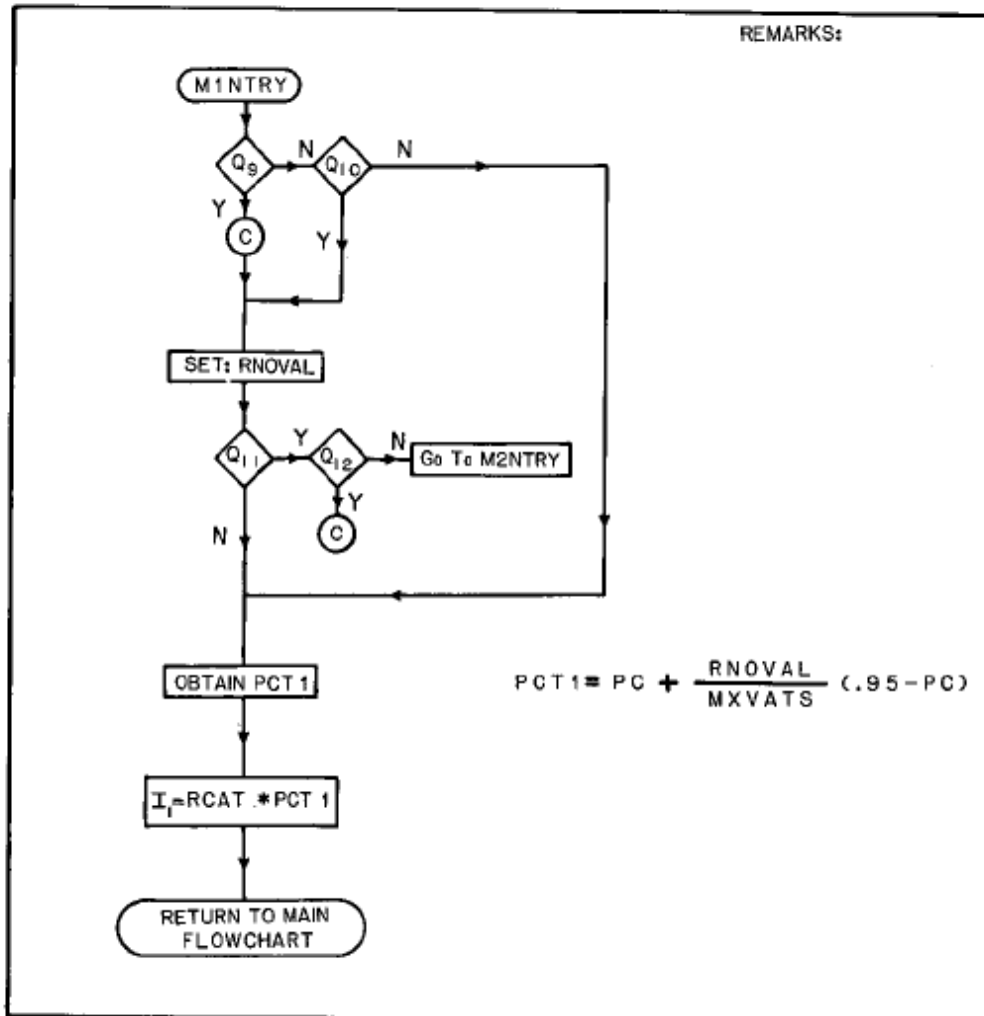 REMARKS:
M1NTRY
Q9 N Q10 N
Y
C
Y
SET: RNOVAL
Q11 Y Q12 N Go To M2NTRY
Y
N C
OBTAIN PCT 1
PCT1= PC + RNOVAL/MXVATS (.95-PC)
I1=RCAT .* PCT 1
RETURN TO MAIN
FLOWCHART